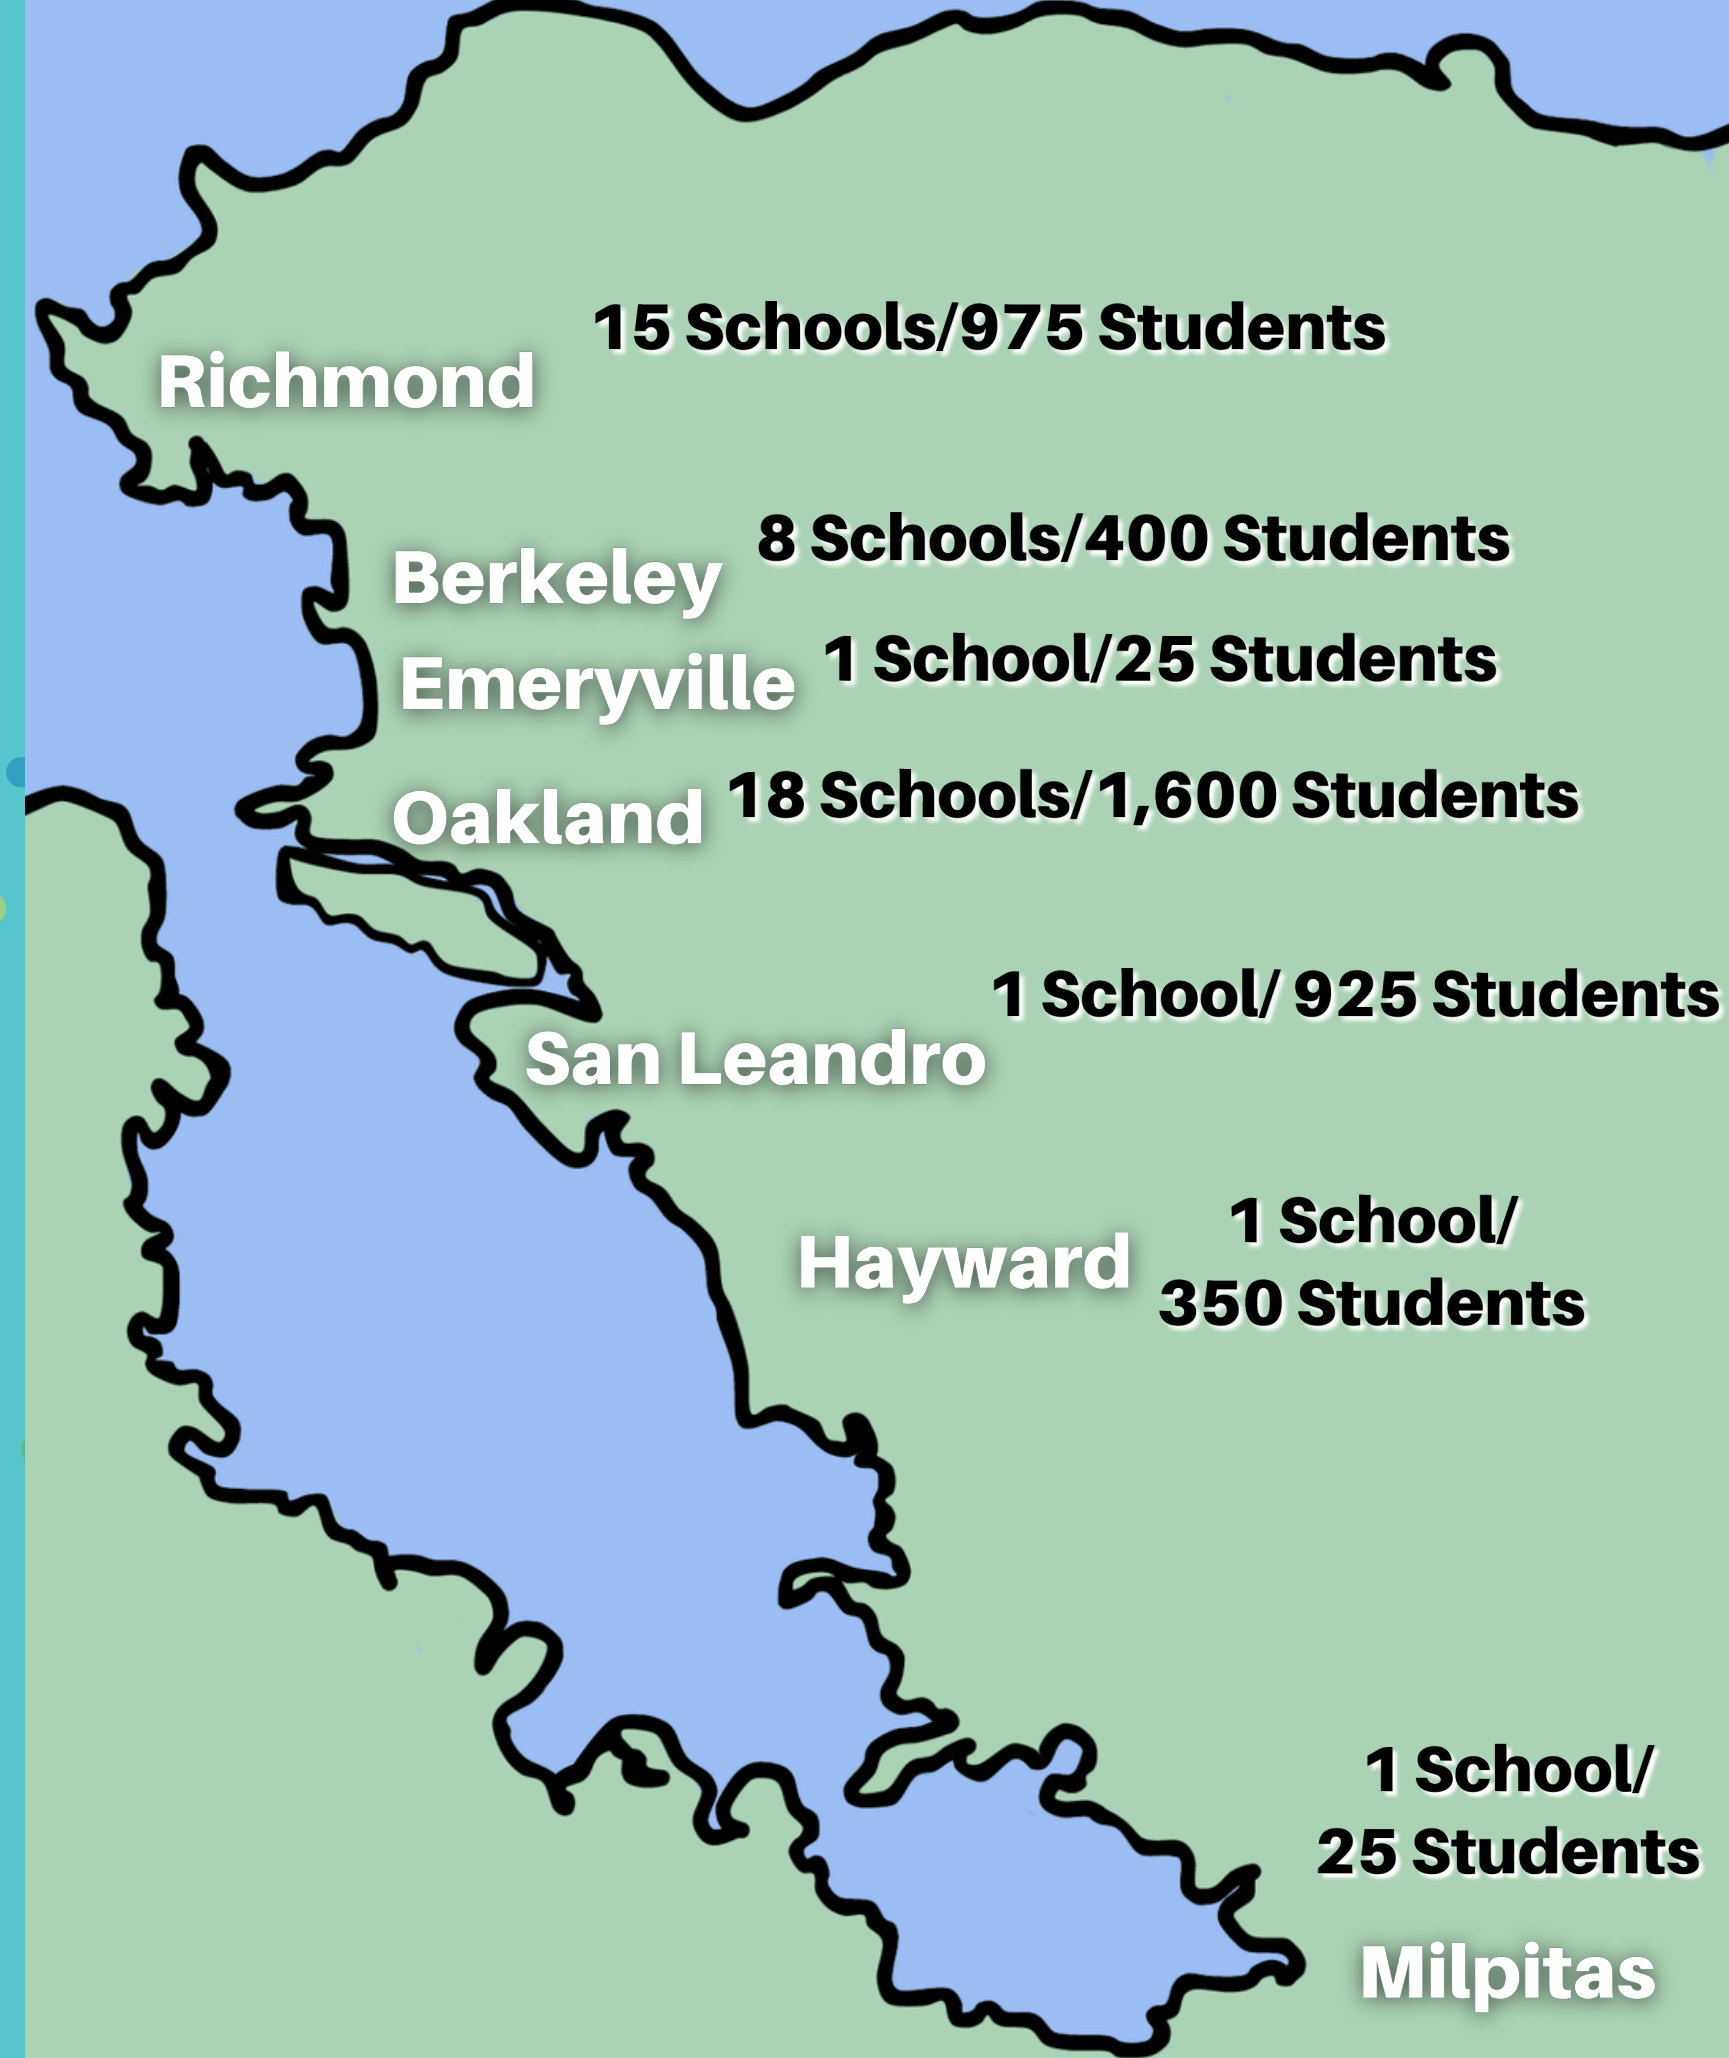 15 Schools/975 Students
Richmond
8 Schools/400 Students
Berkeley
1 School/25 Students
Emeryville
18 Schools/1,600 Students
Oakland
1 School/ 925 Students
San Leandro
1 School/
350 Students
Hayward
1 School/
25 Students
Milpitas